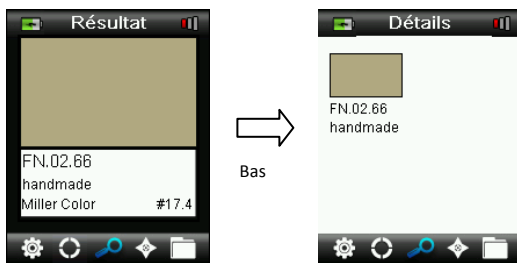 Résultat
FN.02.66
handmade
Miller Color #17.4
Bas
Détails
FN.02.66
handmade